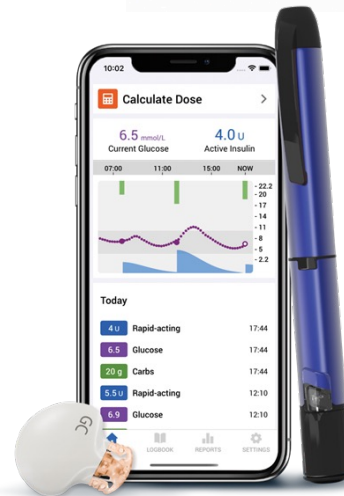 10:02
Calculate Dose
6.5 mmol/L 4.0 U
Current Glucose Active Insulin
07:00 11:00 15:00 NOW
22.2
20
17
14
11
8
5
2.2
Today
4 U Rapid-acting 17:44
6.5 Glucose 17:44
20 g Carbs 17:44
5.5 U Rapid-acting 12:10
6.9 Glucose 12:10
LOGBOOK REPORTS SETTINGS
GC